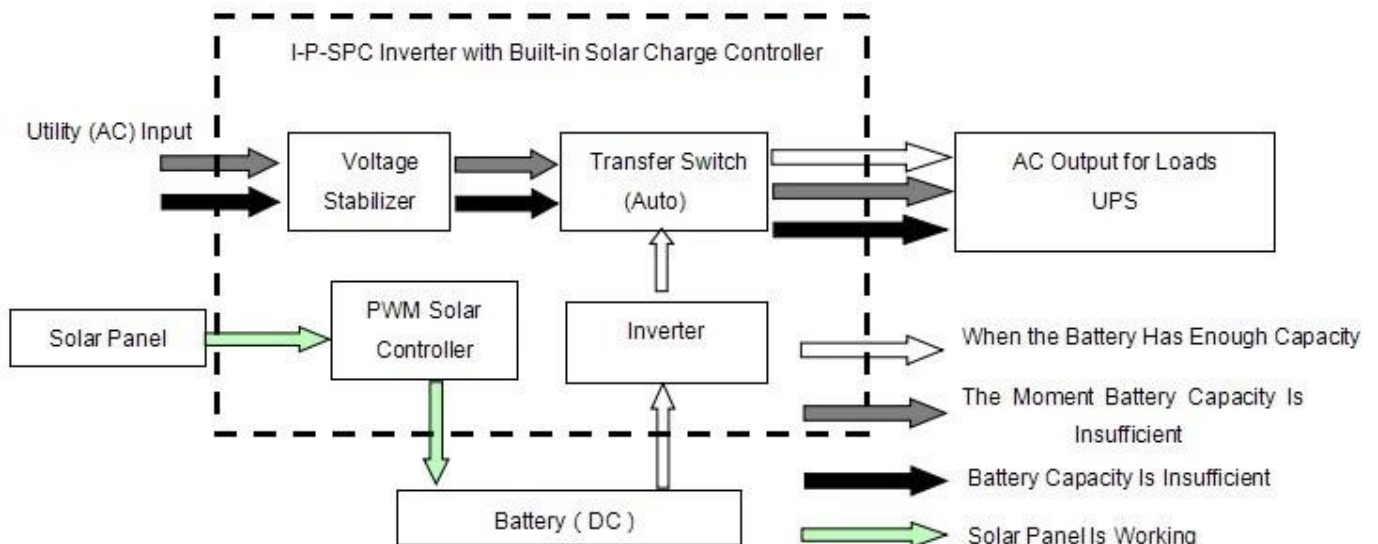 I-P-SPC Inverter with Built-in Solar Charge Controller
Utility (AC) Input
Voltage
Stabilizer
Transfer Switch
(Auto)
AC Output for Loads
UPS
Solar Panel
PWM Solar
Controller
Inverter
Battery ( DC )
When the Battery Has Enough Capacity
The Moment Battery Capacity Is
Insufficient
Battery Capacity Is Insufficient
Solar Panel Is Working